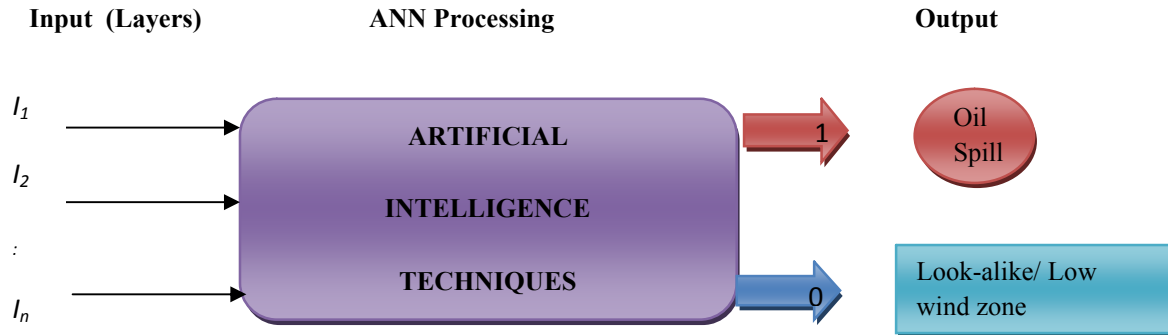 Input (Layers) ANN Processing Output
I1
I2
:
In
ARTIFICIAL
INTELLIGENCE
TECHNIQUES
1
0
Oil
Spill
Look-alike/ Low
wind zone